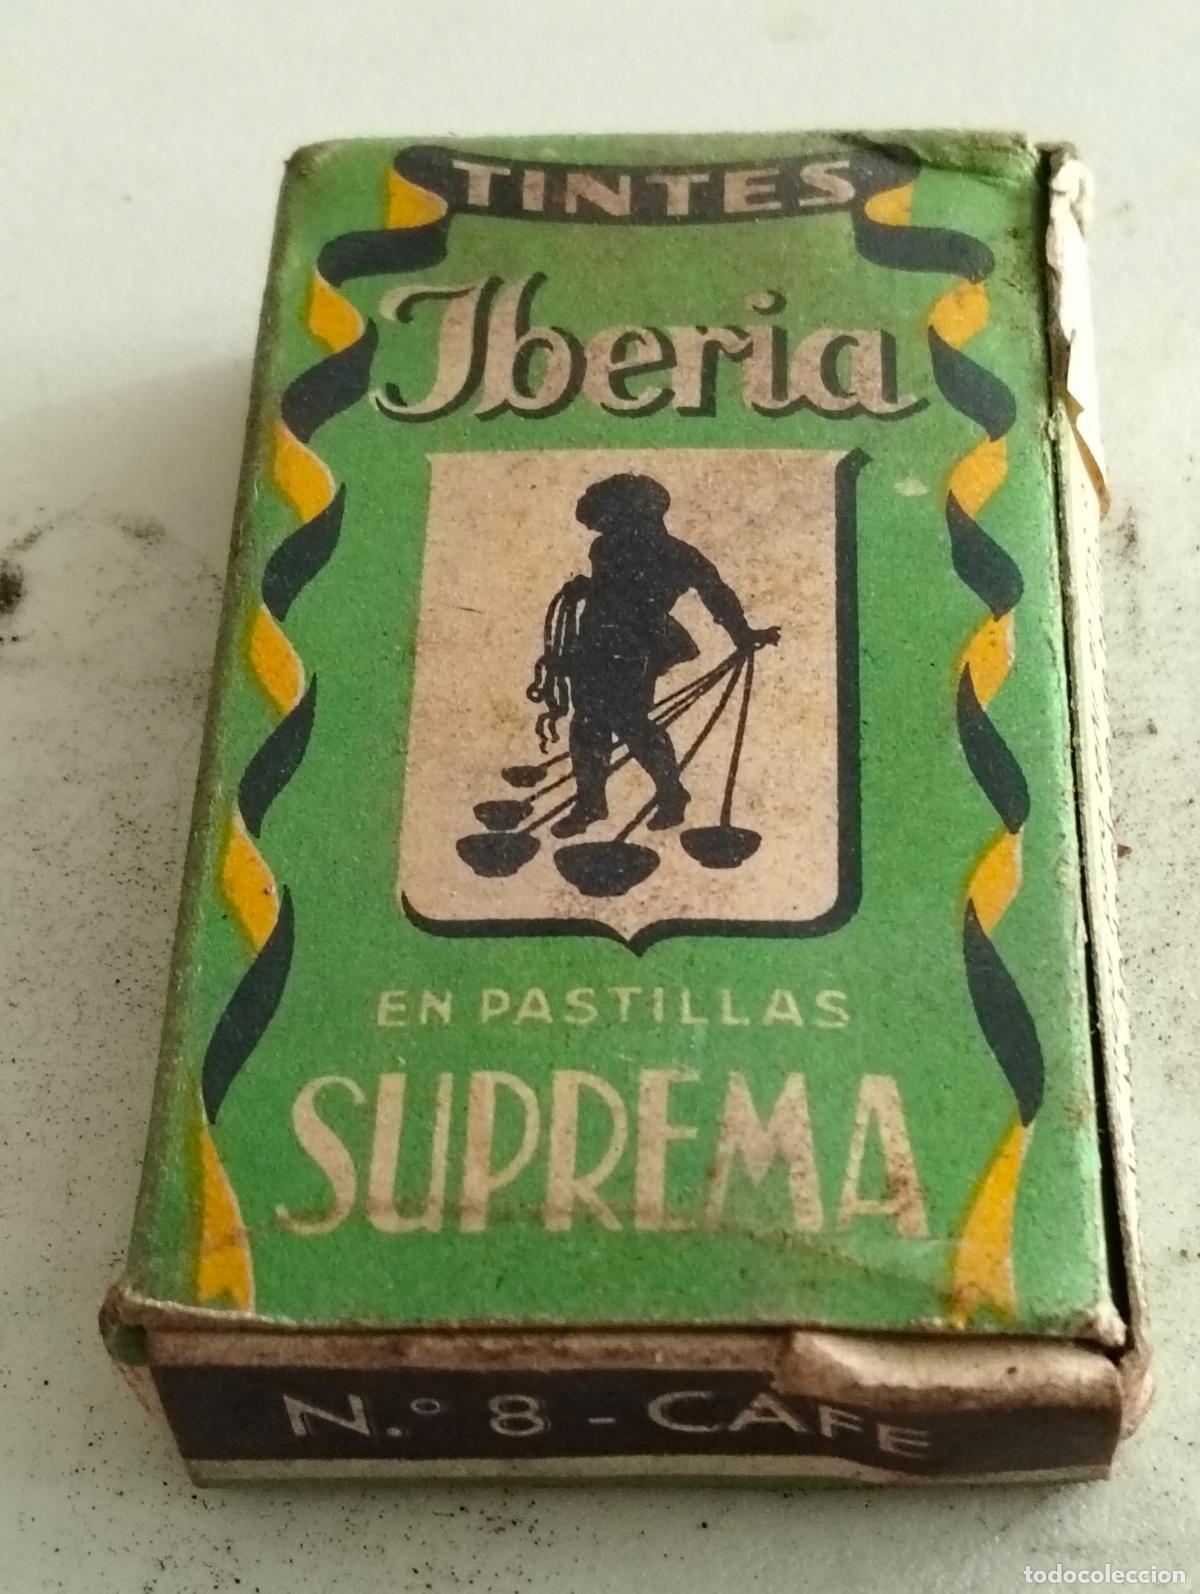 TINTES
Iberia
EN PASTILLAS
SUPREMA
N.º 8 - CAFE
todocoleccion